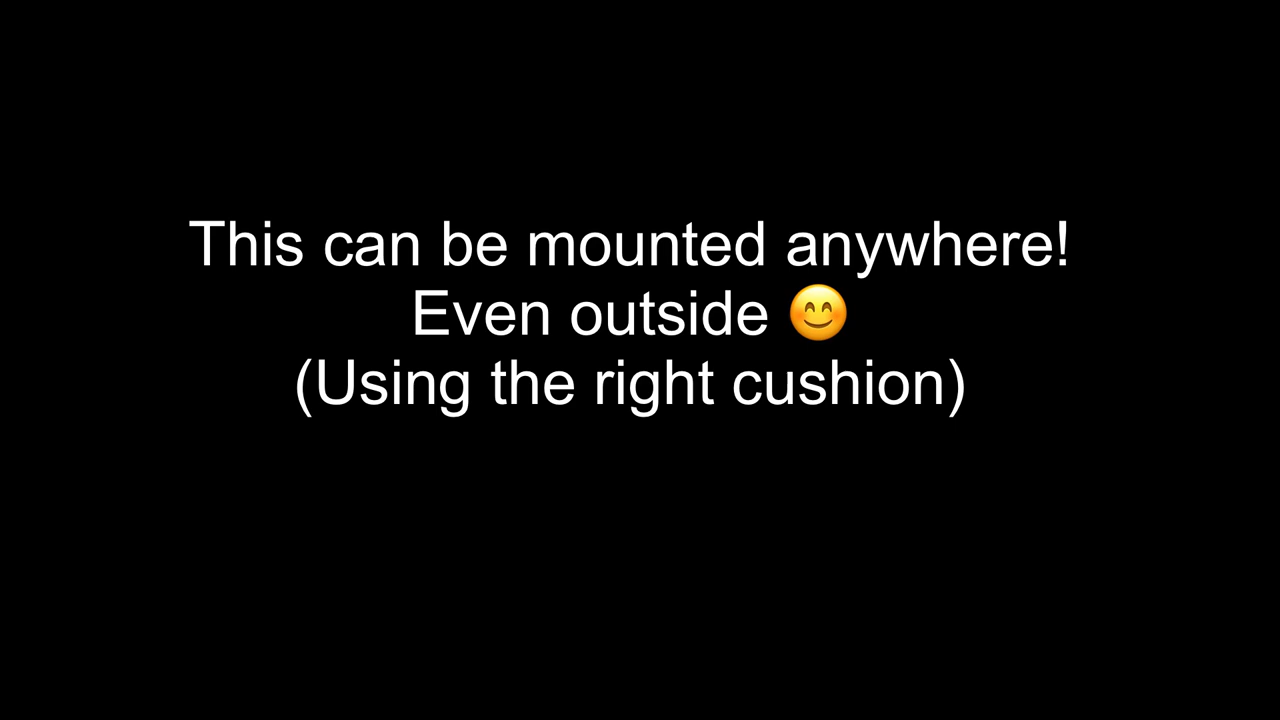 This can be mounted anywhere!
Even outside 😊
(Using the right cushion)